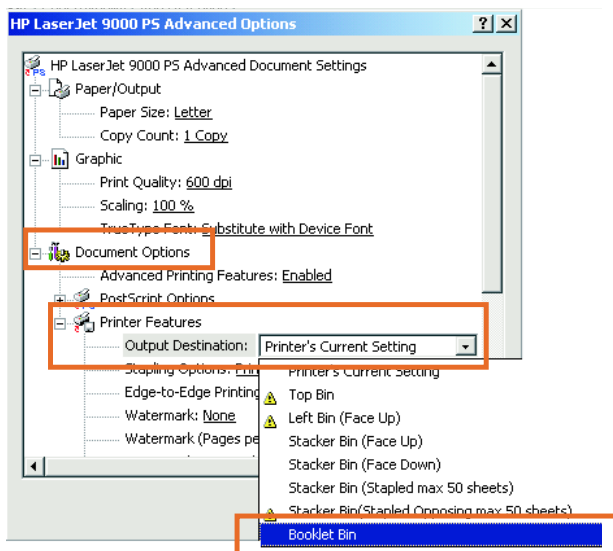 HP LaserJet 9000 PS Advanced Options
HP LaserJet 9000 PS Advanced Document Settings
Paper/Output
Paper Size: Letter
Copy Count: 1 Copy
Graphic
Print Quality: 600 dpi
Scaling: 100 %
TrueType Font: Substitute with Device Font
Document Options
Advanced Printing Features: Enabled
PostScript Options
Printer Features
Output Destination: Printer's Current Setting
Stapling Options: Prin
Printer's Current Setting
Edge-to-Edge Printing
Top Bin
Watermark: None
Left Bin (Face Up)
Watermark (Pages pe
Stacker Bin (Face Up)
Stacker Bin (Face Down)
Stacker Bin (Stapled max 50 sheets)
Stacker Bin(Stapled Opposing max 50 sheets)
Booklet Bin